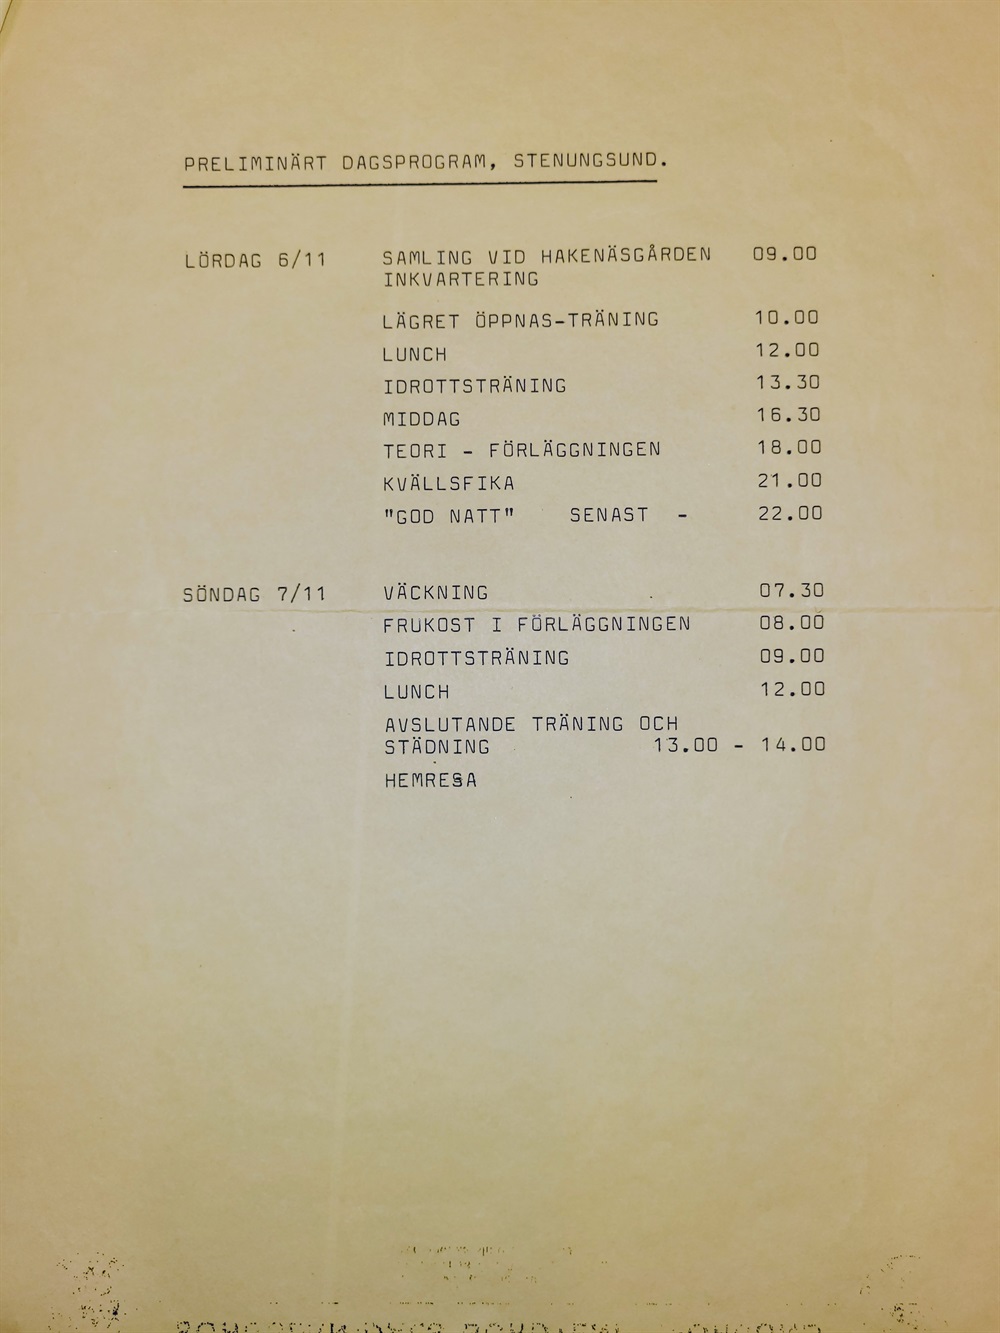 PRELIMINÄRT DAGSPROGRAM, STENUNGSUND.
LÖRDAG 6/11 SAMLING VID HAKENÄSGÅRDEN 09.00
INKVARTERING
LÄGRET ÖPPNAS-TRÄNING 10.00
LUNCH 12.00
IDROTTSTRÄNING 13.30
MIDDAG 16.30
TEORI - FÖRLÄGGNINGEN 18.00
KVÄLLSFIKA 21.00
"GOD NATT" SENAST - 22.00
SÖNDAG 7/11 VÄCKNING 07.30
FRUKOST I FÖRLÄGGNINGEN 08.00
IDROTTSTRÄNING 09.00
LUNCH 12.00
AVSLUTANDE TRÄNING OCH
STÄDNING 13.00 - 14.00
HEMRESA